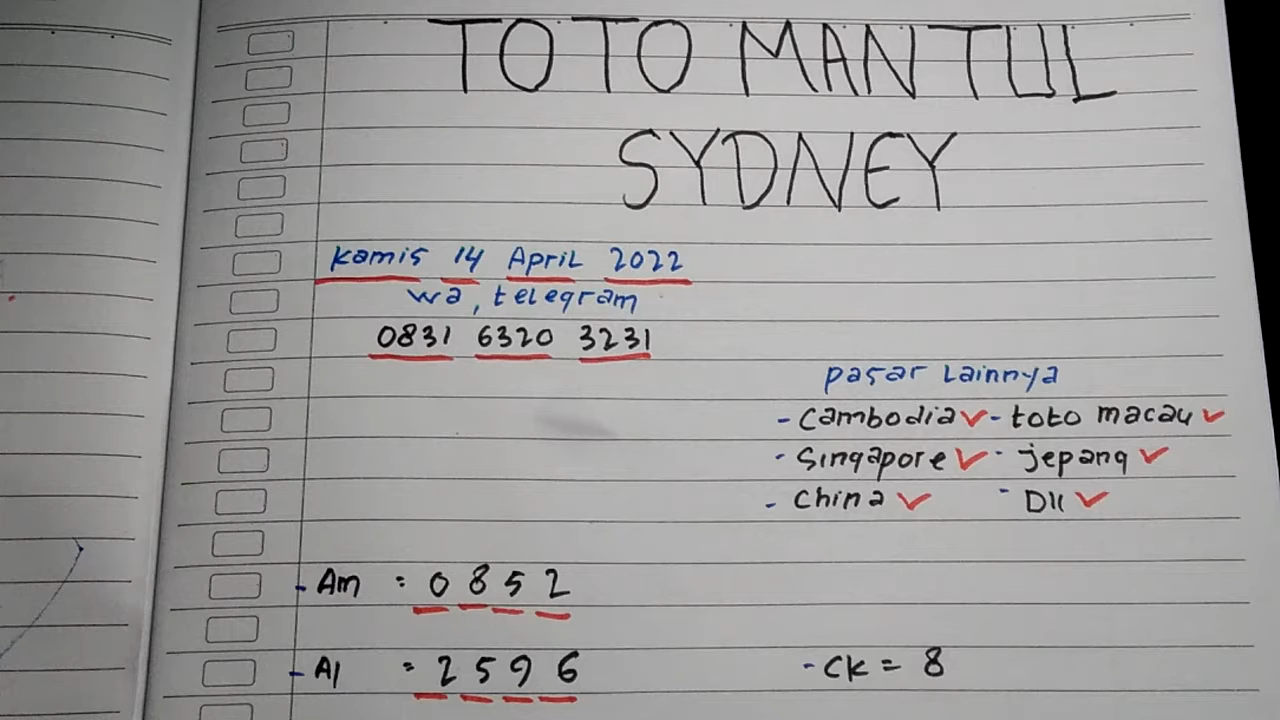 TOTO MANTUL
SYDNEY
Kamis 14 April 2022
wa, telegram
0831 6320 3231
pasar Lainnya
- Cambodia ✓ - toto macau ✓
- Singapore ✓ - jepang ✓
- China ✓ - Dll ✓
- Am = 0852
- AI = 2596
- CK = 8